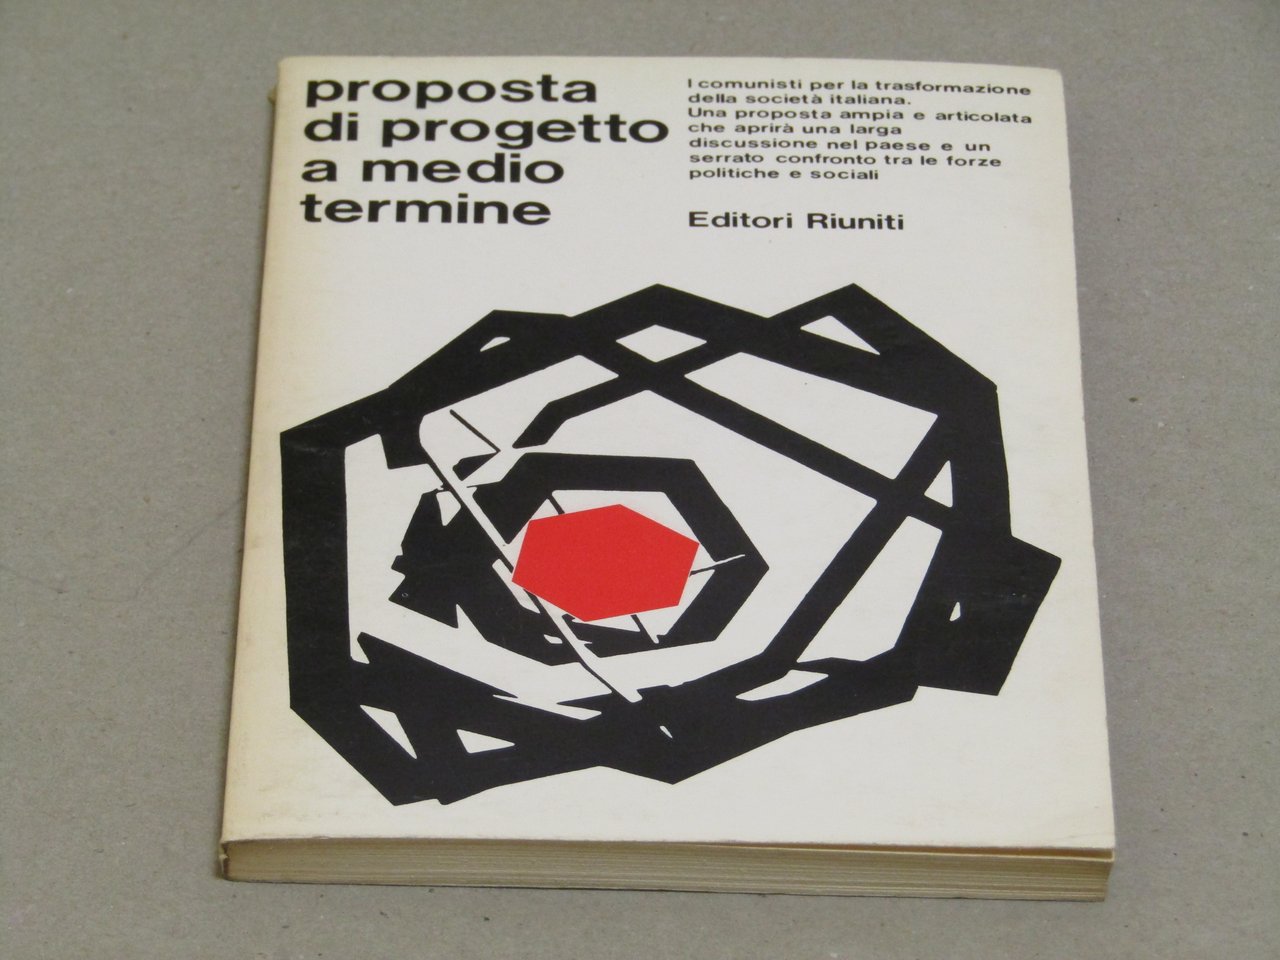 proposta
di progetto
a medio
termine
I comunisti per la trasformazione
della società italiana.
Una proposta ampia e articolata
che aprirà una larga
discussione nel paese e un
serrato confronto tra le forze
politiche e sociali
Editori Riuniti